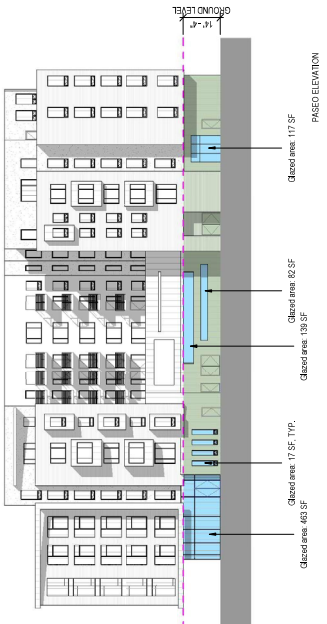 GROUND LEVEL
14'-4"
PASEO ELEVATION
Glazed area: 117 SF
Glazed area: 82 SF
Glazed area: 139 SF
Glazed area: 17 SF, TYP.
Glazed area: 463 SF